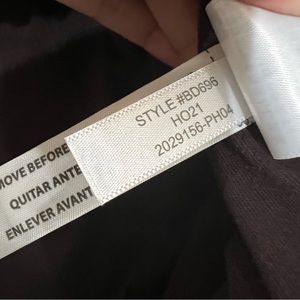 STYLE #BD696
HO21
2029156-PH04
MOVE BEFORE
QUITAR ANTE
ENLEVER AVANT